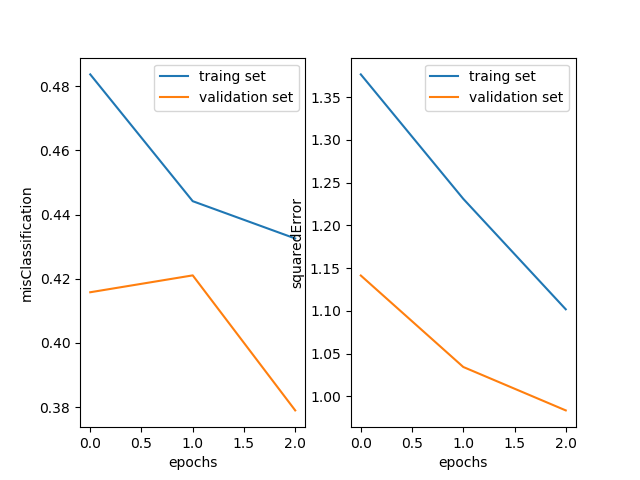 traing set
validation set
misClassification
0.48
0.46
0.44
0.42
0.40
0.38
0.0 0.5 1.0 1.5 2.0
epochs
traing set
validation set
squaredError
1.35
1.30
1.25
1.20
1.15
1.10
1.05
1.00
0.0 0.5 1.0 1.5 2.0
epochs